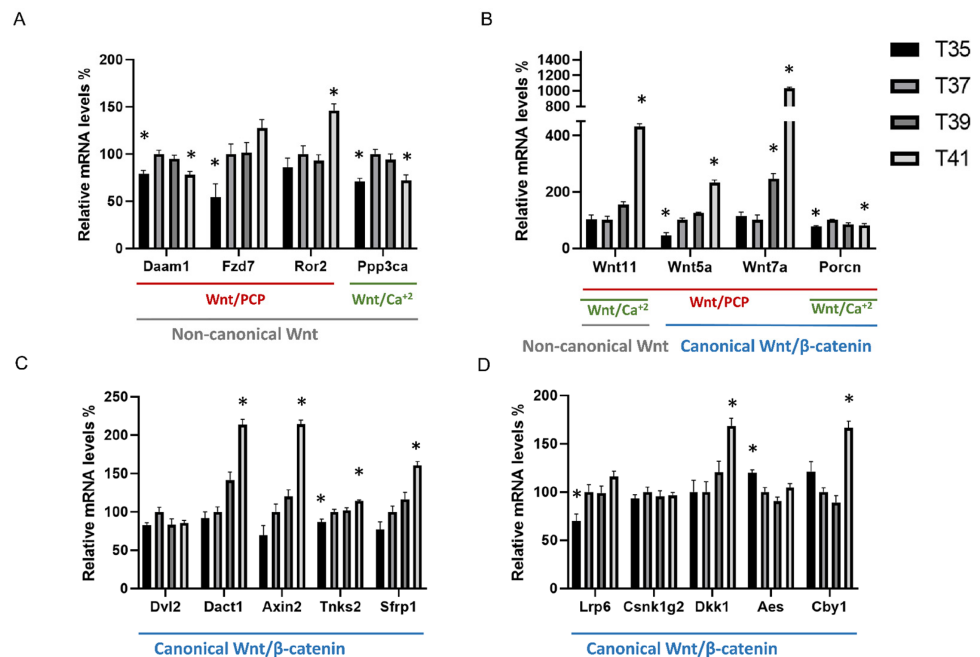 A
Relative mRNA levels %
200
150
100
50
0
* * * * * *
Daam1 Fzd7 Ror2 Ppp3ca
Wnt/PCP Wnt/Ca+2
Non-canonical Wnt
B
Relative mRNA levels %
1400
1200
1000
800
400
200
0
* * * * * * *
Wnt11 Wnt5a Wnt7a Porcn
Wnt/Ca+2 Wnt/PCP Wnt/Ca+2
Non-canonical Wnt Canonical Wnt/β-catenin
T35
T37
T39
T41
C
Relative mRNA levels %
250
200
150
100
50
0
* * * * *
Dvl2 Dact1 Axin2 Tnks2 Sfrp1
Canonical Wnt/β-catenin
D
Relative mRNA levels %
200
150
100
50
0
* * * *
Lrp6 Csnk1g2 Dkk1 Aes Cby1
Canonical Wnt/β-catenin